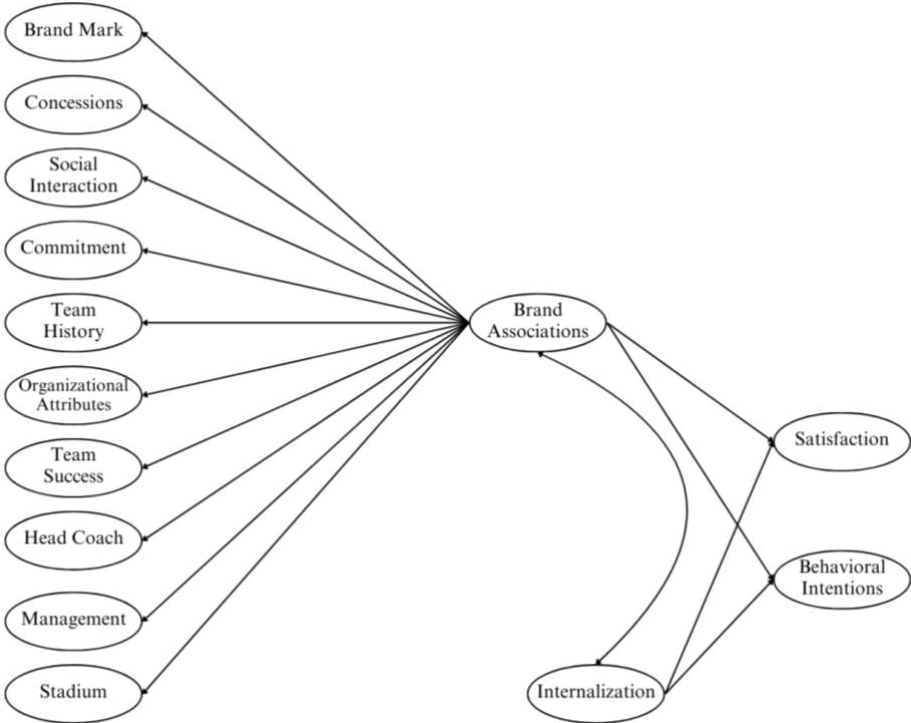 Brand Mark
Concessions
Social
Interaction
Commitment
Team
History
Organizational
Attributes
Team
Success
Head Coach
Management
Stadium
Brand
Associations
Satisfaction
Behavioral
Intentions
Internalization